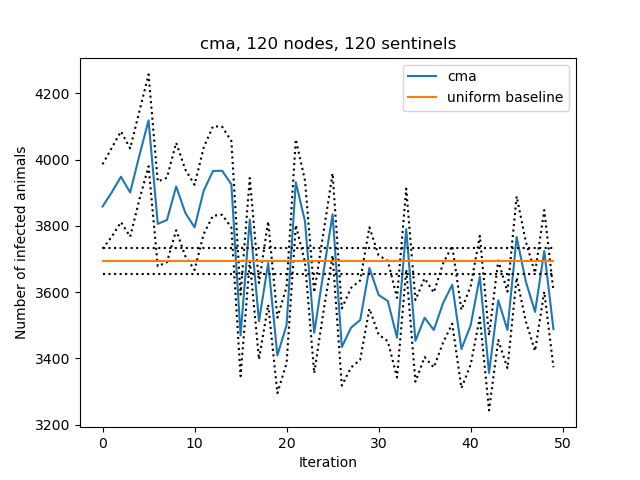 cma, 120 nodes, 120 sentinels
cma
uniform baseline
Number of infected animals
4200
4000
3800
3600
3400
3200
0 10 20 30 40 50
Iteration